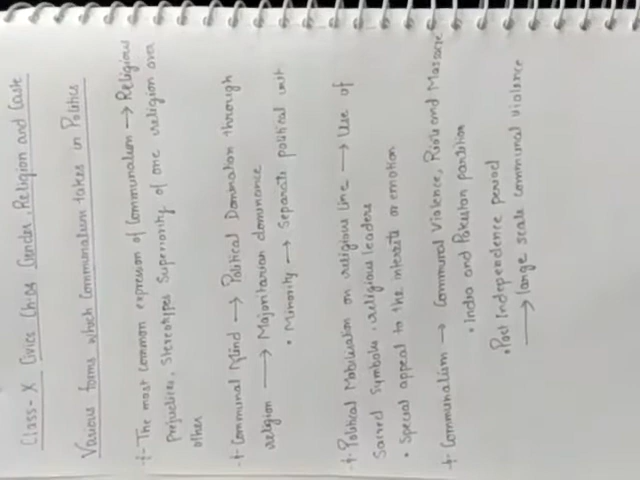 Class-X Civics Ch:04 Gender, Religion and Caste
Various forms which Communalism takes in Politics
+- The most common expression of Communalism → Religious
Prejudices, Stereotypes Superiority of one religion over
other
+- Communal Mind → Political Domination through
religion → Majoritarian dominance
• Minority → Separate political unit
+- Political Mobilisation on religious line → Use of
Sacred Symbols, religious leaders
• Special appeal to the interests or emotion
+- Communalism → Communal Violence, Riots and Massacre
• India and Pakistan partition
• Post Independence period
→ large scale communal violence